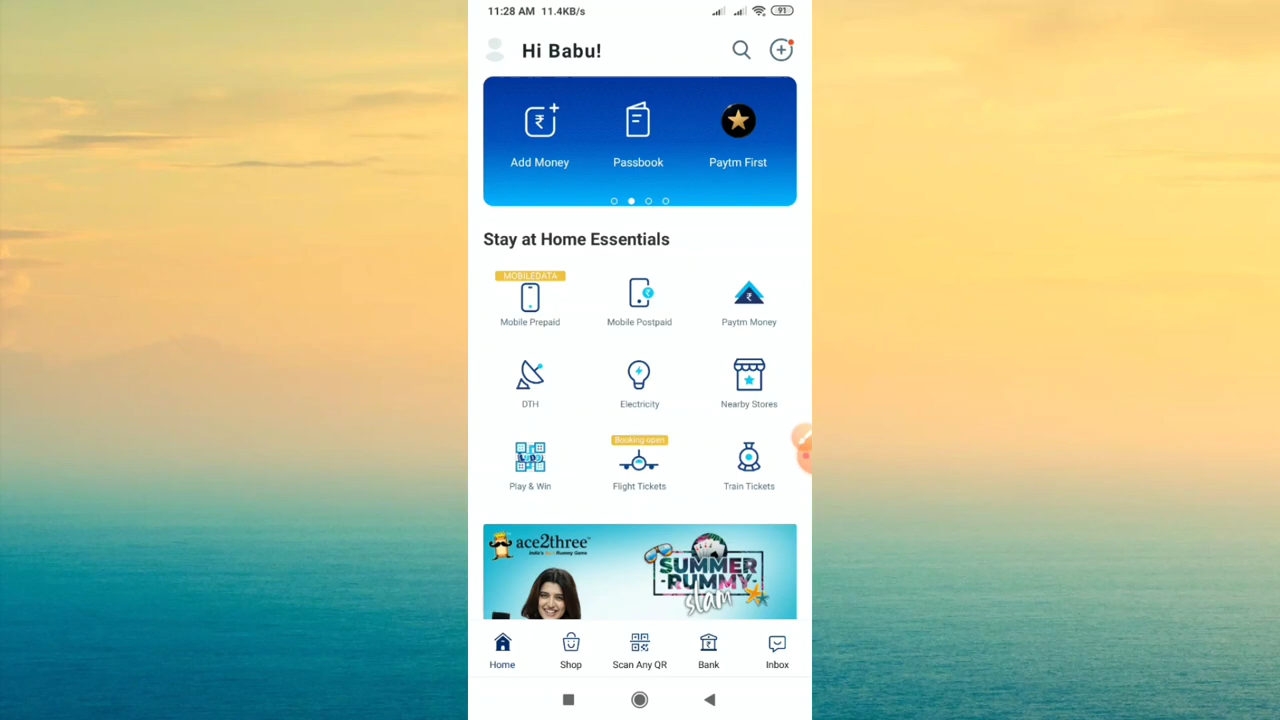 11:28 AM 11.4KB/s
91
Hi Babu!
Add Money
Passbook
Paytm First
Stay at Home Essentials
MOBILEDATA
Mobile Prepaid
Mobile Postpaid
Paytm Money
DTH
Electricity
Nearby Stores
Booking open
Play & Win
Flight Tickets
Train Tickets
ace2three
SUMMER
RUMMY
slam
Home
Shop
Scan Any QR
Bank
Inbox